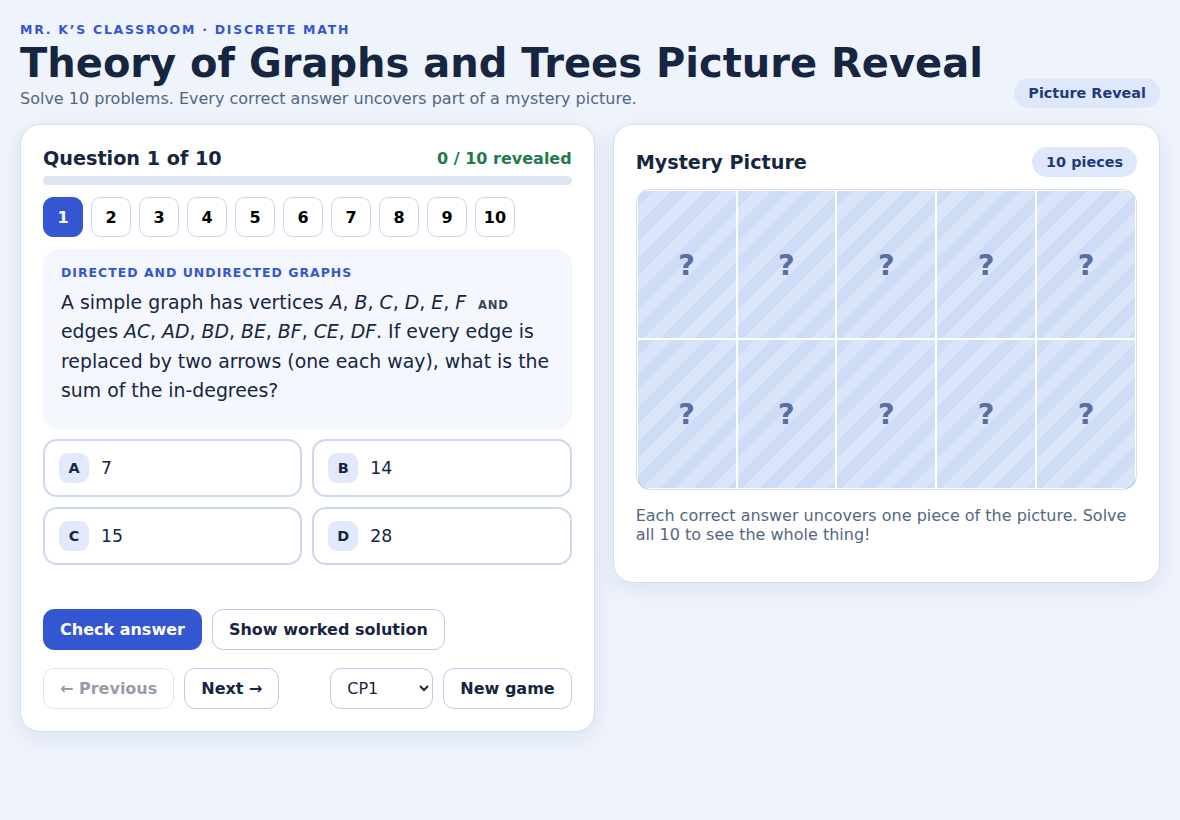 MR. K’S CLASSROOM · DISCRETE MATH
Theory of Graphs and Trees Picture Reveal
Solve 10 problems. Every correct answer uncovers part of a mystery picture.
Picture Reveal
Question 1 of 10
0 / 10 revealed
1 2 3 4 5 6 7 8 9 10
DIRECTED AND UNDIRECTED GRAPHS
A simple graph has vertices A, B, C, D, E, F AND
edges AC, AD, BD, BE, BF, CE, DF. If every edge is
replaced by two arrows (one each way), what is the
sum of the in-degrees?
A 7
B 14
C 15
D 28
Check answer
Show worked solution
← Previous
Next →
CP1
New game
Mystery Picture
10 pieces
? ? ? ? ?
? ? ? ? ?
Each correct answer uncovers one piece of the picture. Solve
all 10 to see the whole thing!